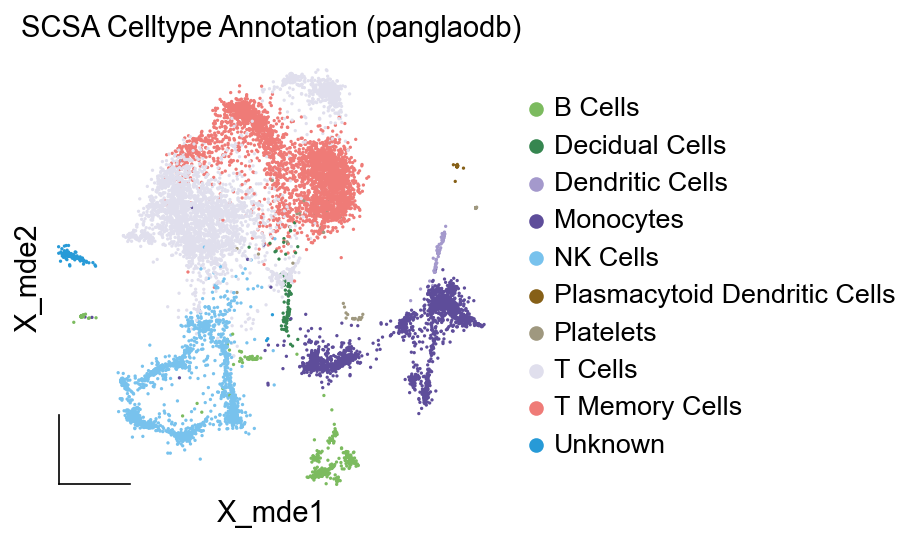 SCSA Celltype Annotation (panglaodb)
B Cells
Decidual Cells
Dendritic Cells
Monocytes
NK Cells
Plasmacytoid Dendritic Cells
Platelets
T Cells
T Memory Cells
Unknown
X_mde2
X_mde1